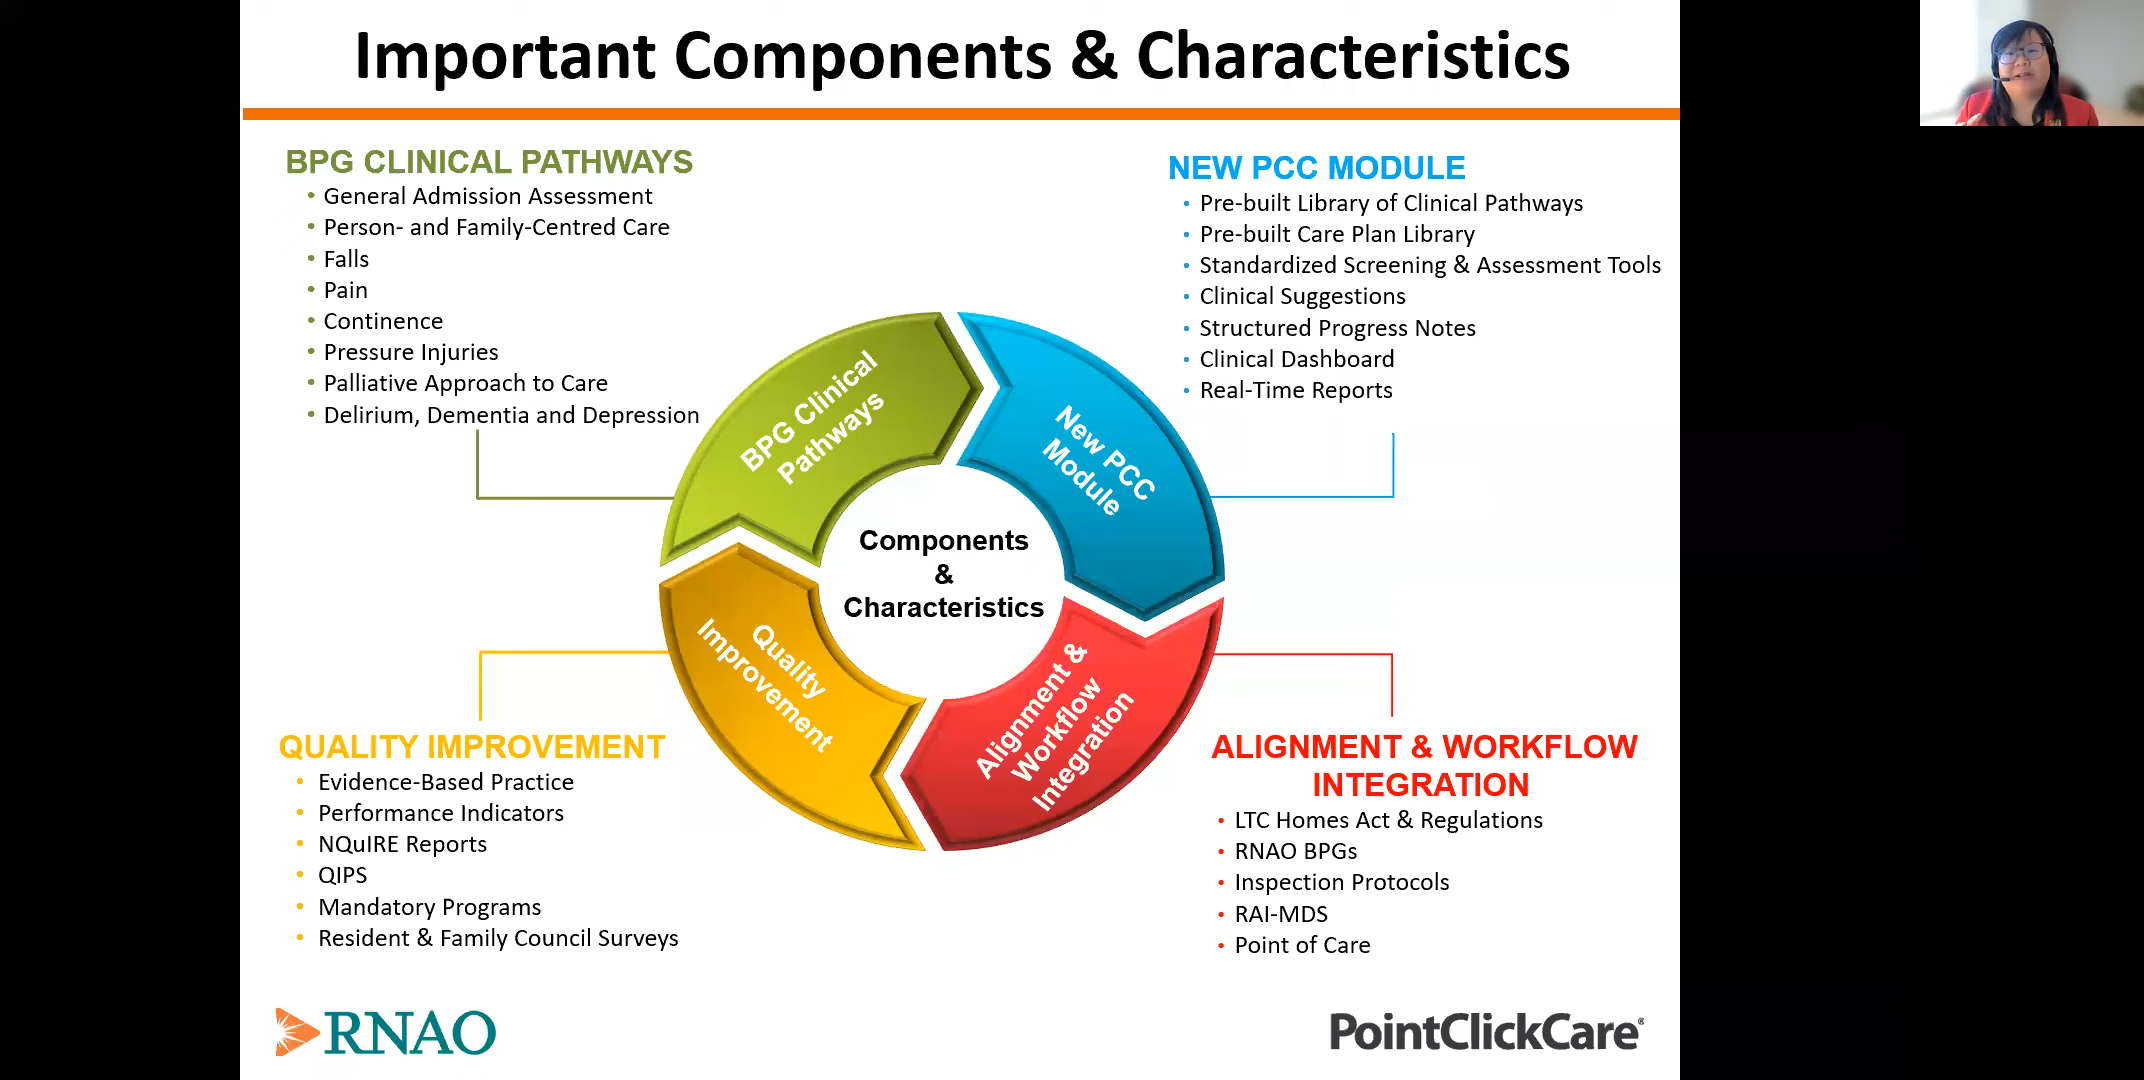 Important Components & Characteristics
BPG CLINICAL PATHWAYS
• General Admission Assessment
• Person- and Family-Centred Care
• Falls
• Pain
• Continence
• Pressure Injuries
• Palliative Approach to Care
• Delirium, Dementia and Depression
NEW PCC MODULE
• Pre-built Library of Clinical Pathways
• Pre-built Care Plan Library
• Standardized Screening & Assessment Tools
• Clinical Suggestions
• Structured Progress Notes
• Clinical Dashboard
• Real-Time Reports
BPG Clinical
Pathways
New PCC
Module
Components
&
Characteristics
Quality
Improvement
Alignment &
Workflow
Integration
QUALITY IMPROVEMENT
• Evidence-Based Practice
• Performance Indicators
• NQuIRE Reports
• QIPS
• Mandatory Programs
• Resident & Family Council Surveys
ALIGNMENT & WORKFLOW
INTEGRATION
• LTC Homes Act & Regulations
• RNAO BPGs
• Inspection Protocols
• RAI-MDS
• Point of Care
RNAO
PointClickCare®